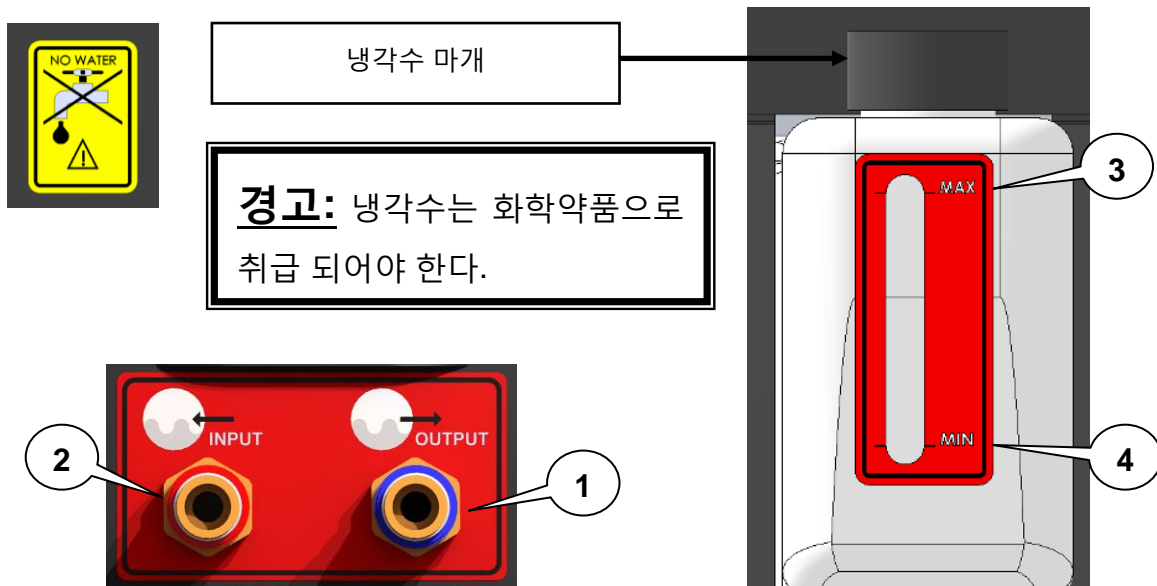 NO WATER
냉각수 마개
경고: 냉각수는 화학약품으로
취급 되어야 한다.
MAX
3
MIN
4
INPUT
OUTPUT
2
1